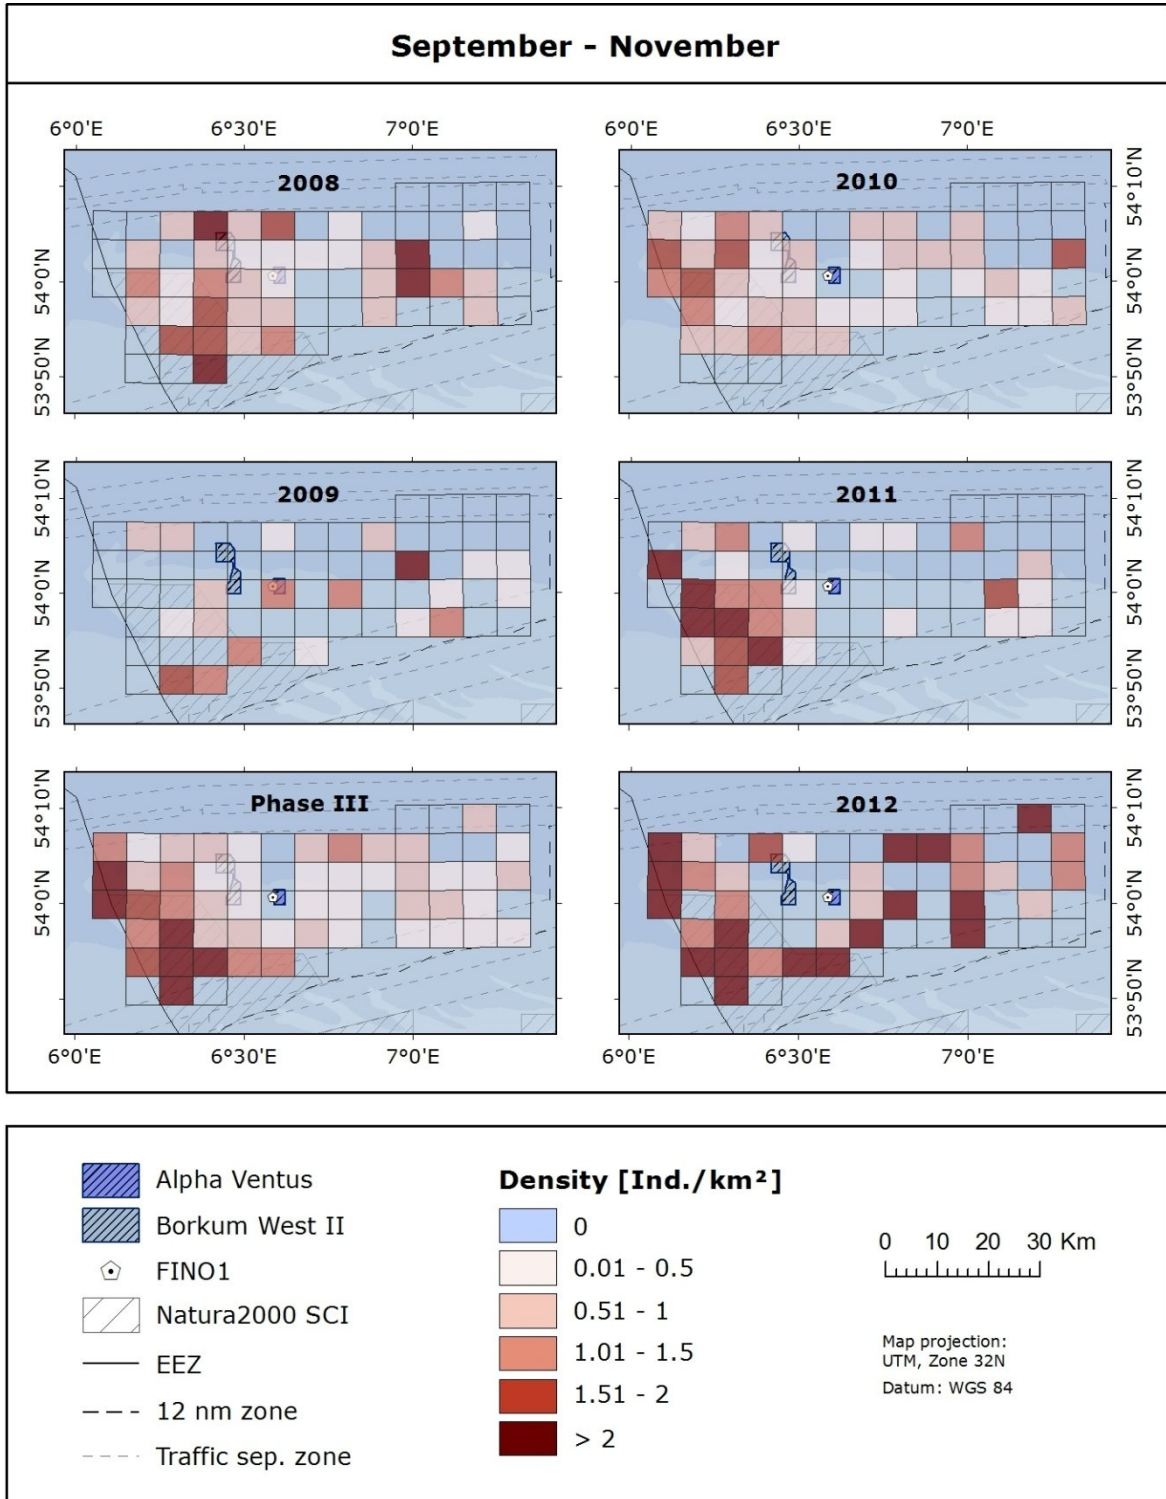 September - November
6°0'E 6°30'E 7°0'E 6°0'E 6°30'E 7°0'E
2008 2010
54°0'N 53°50'N 54°10'N 54°0'N 53°50'N
2009 2011
54°10'N 54°0'N 53°50'N 54°10'N 54°0'N 53°50'N
Phase III 2012
54°10'N 54°0'N 54°10'N 54°0'N 53°50'N
6°0'E 6°30'E 7°0'E 6°0'E 6°30'E 7°0'E
Alpha Ventus
Borkum West II
FINO1
Natura2000 SCI
EEZ
12 nm zone
Traffic sep. zone
Density [Ind./km²]
0
0.01 - 0.5
0.51 - 1
1.01 - 1.5
1.51 - 2
> 2
0 10 20 30 Km
Map projection:
UTM, Zone 32N
Datum: WGS 84